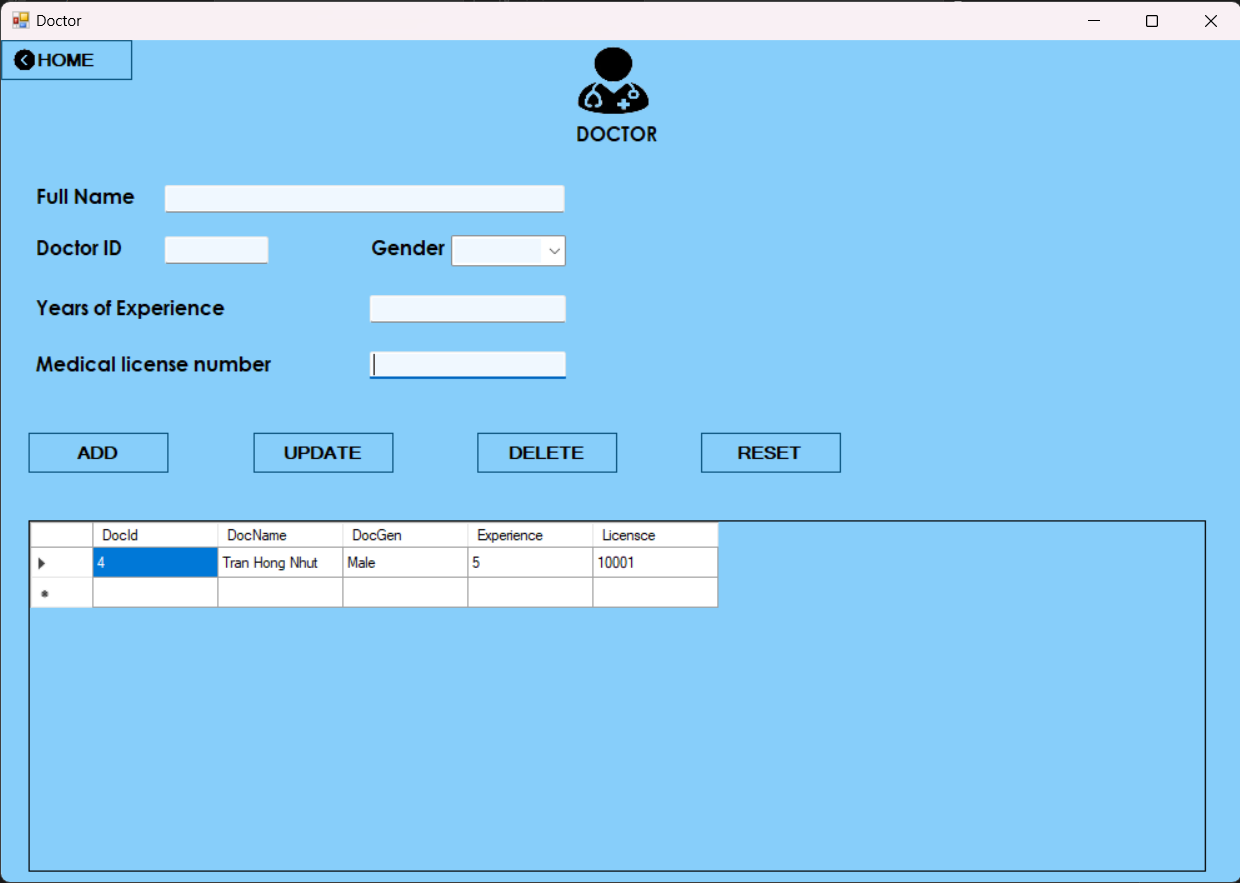 Doctor
HOME
DOCTOR
Full Name
Doctor ID Gender
Years of Experience
Medical license number
ADD UPDATE DELETE RESET
DocId DocName DocGen Experience Licensce
4 Tran Hong Nhut Male 5 10001